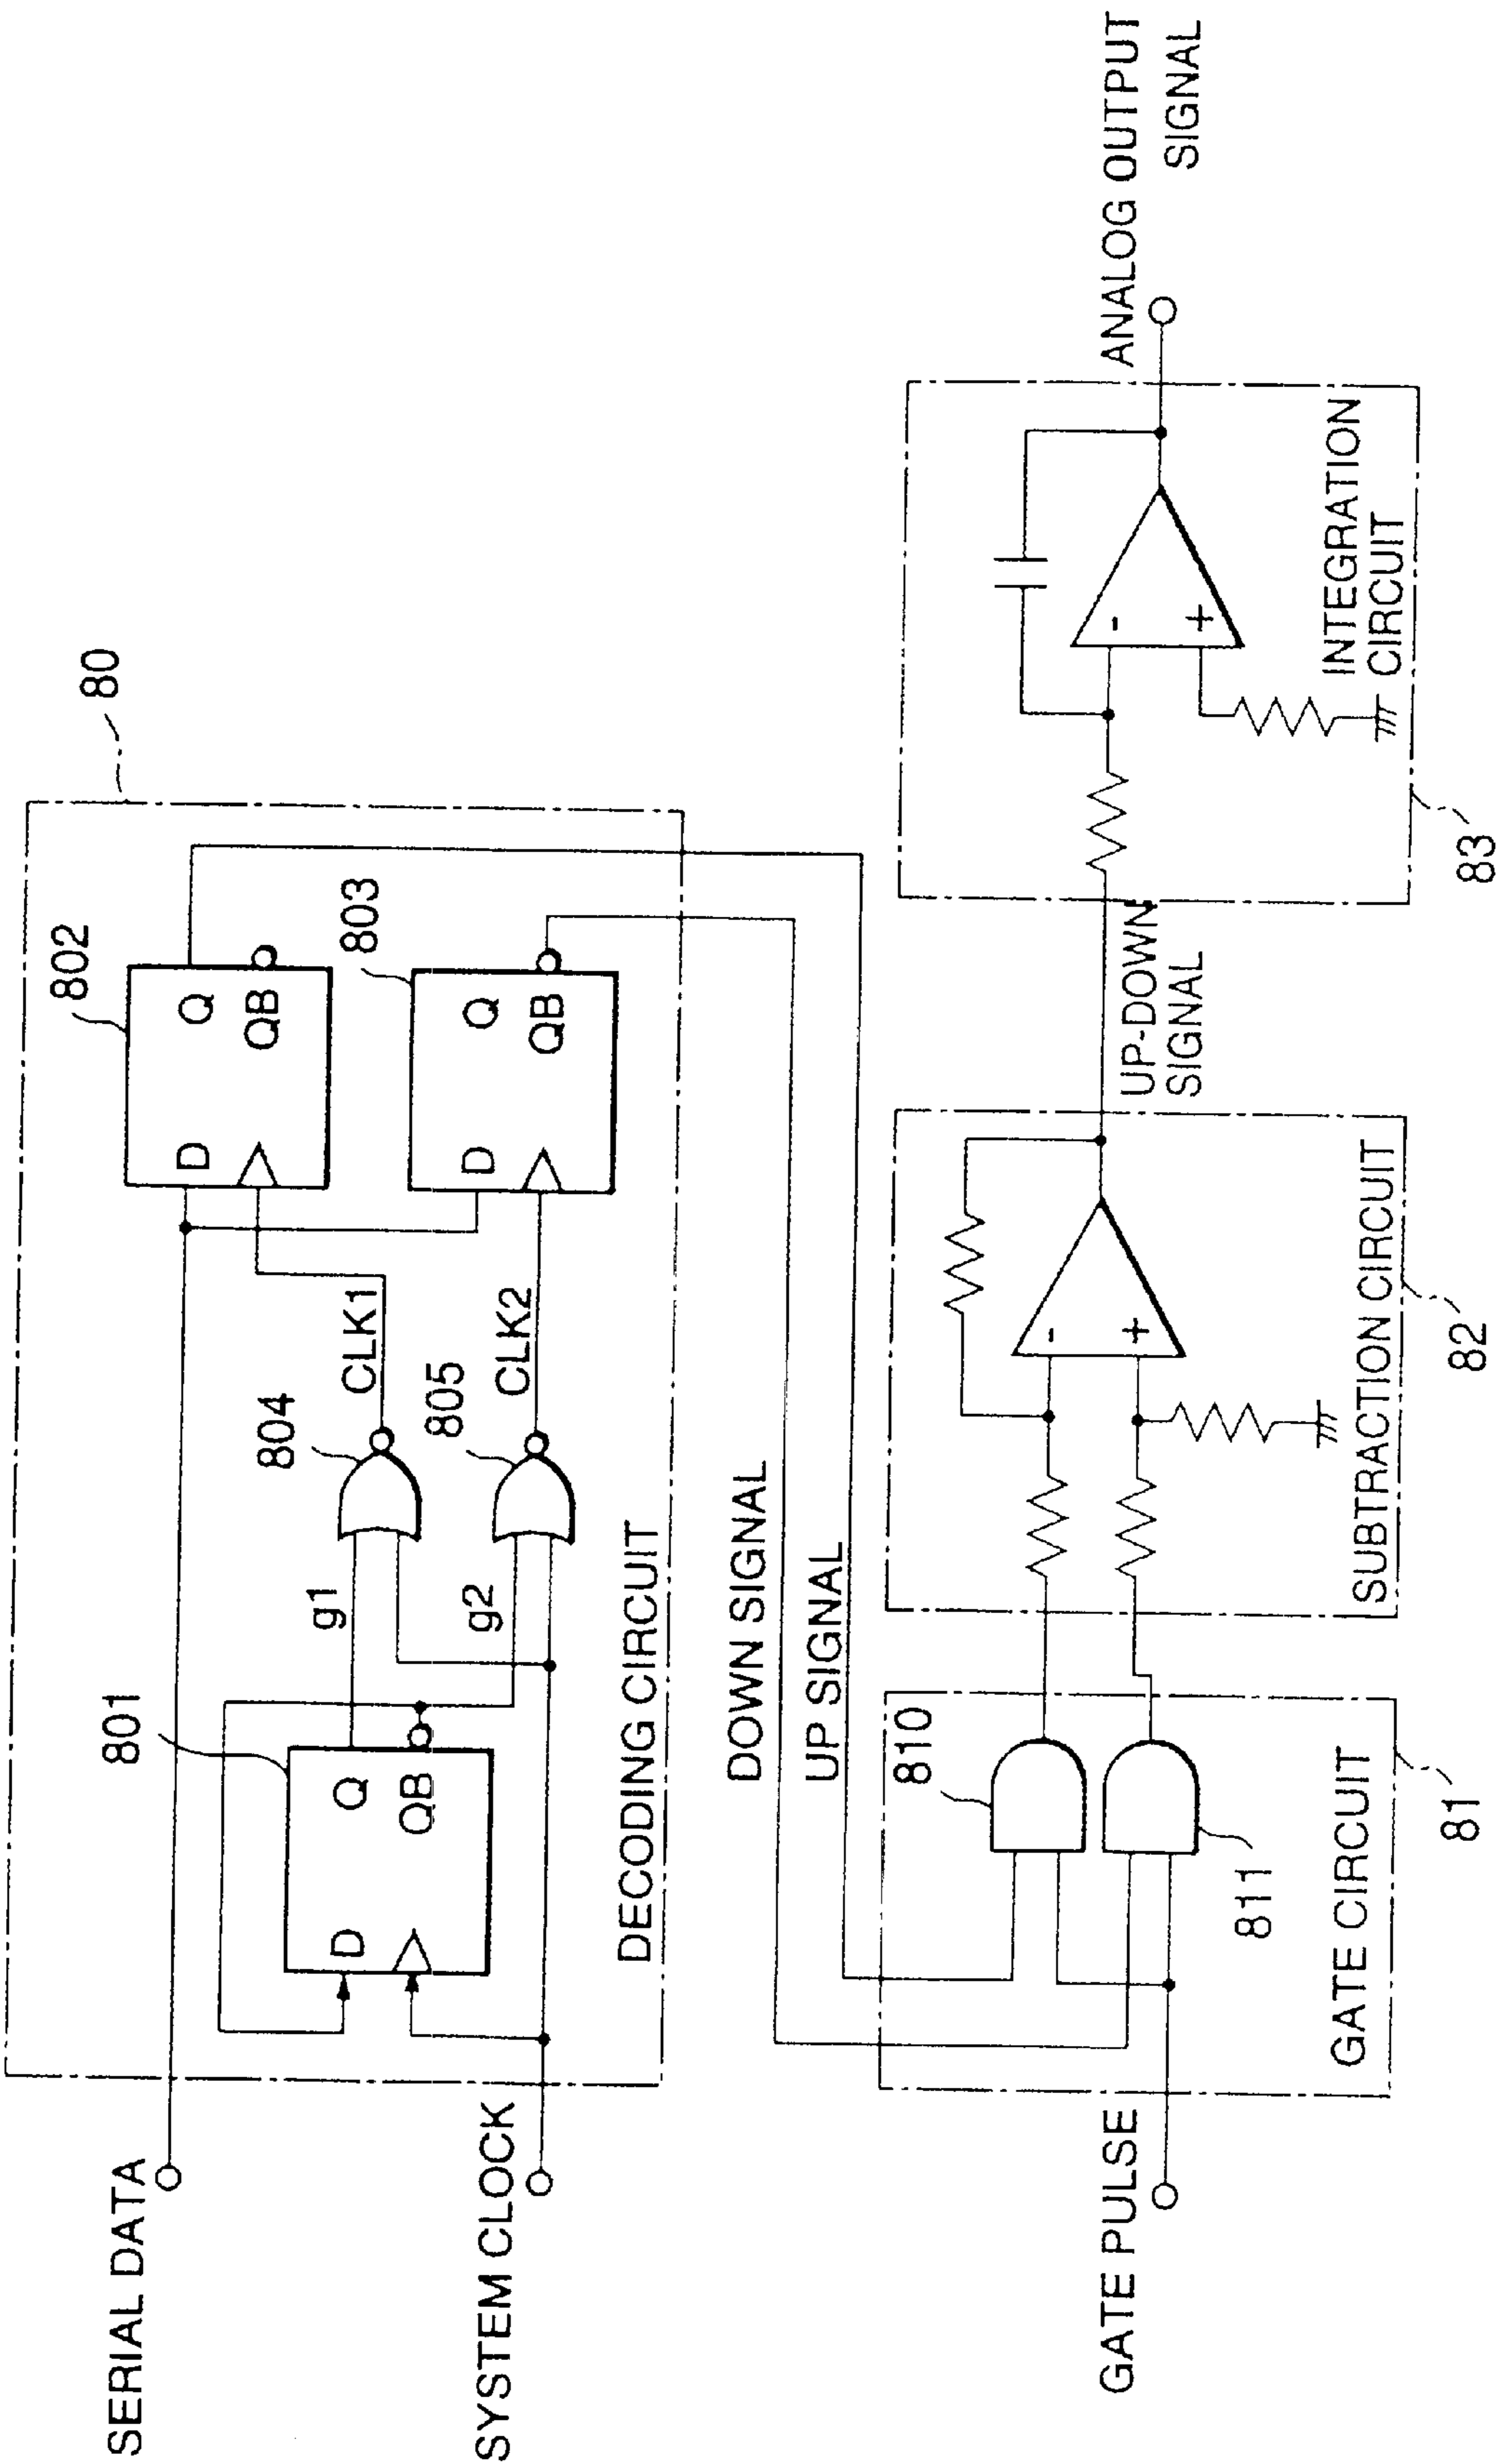 SERIAL DATA
SYSTEM CLOCK
80
801
D
Q
QB
g1
g2
804
805
CLK1
CLK2
802
D
Q
QB
803
D
Q
QB
DECODING CIRCUIT
DOWN SIGNAL
UP SIGNAL
GATE PULSE
810
811
GATE CIRCUIT
81
-
+
SUBTRACTION CIRCUIT
82
UP-DOWN
SIGNAL
-
+
INTEGRATION
CIRCUIT
83
ANALOG OUTPUT
SIGNAL